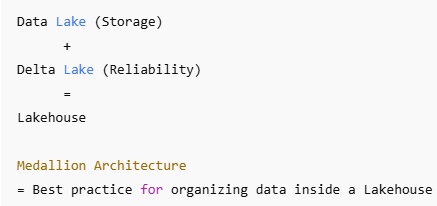 Data Lake (Storage)
+
Delta Lake (Reliability)
=
Lakehouse
Medallion Architecture
= Best practice for organizing data inside a Lakehouse